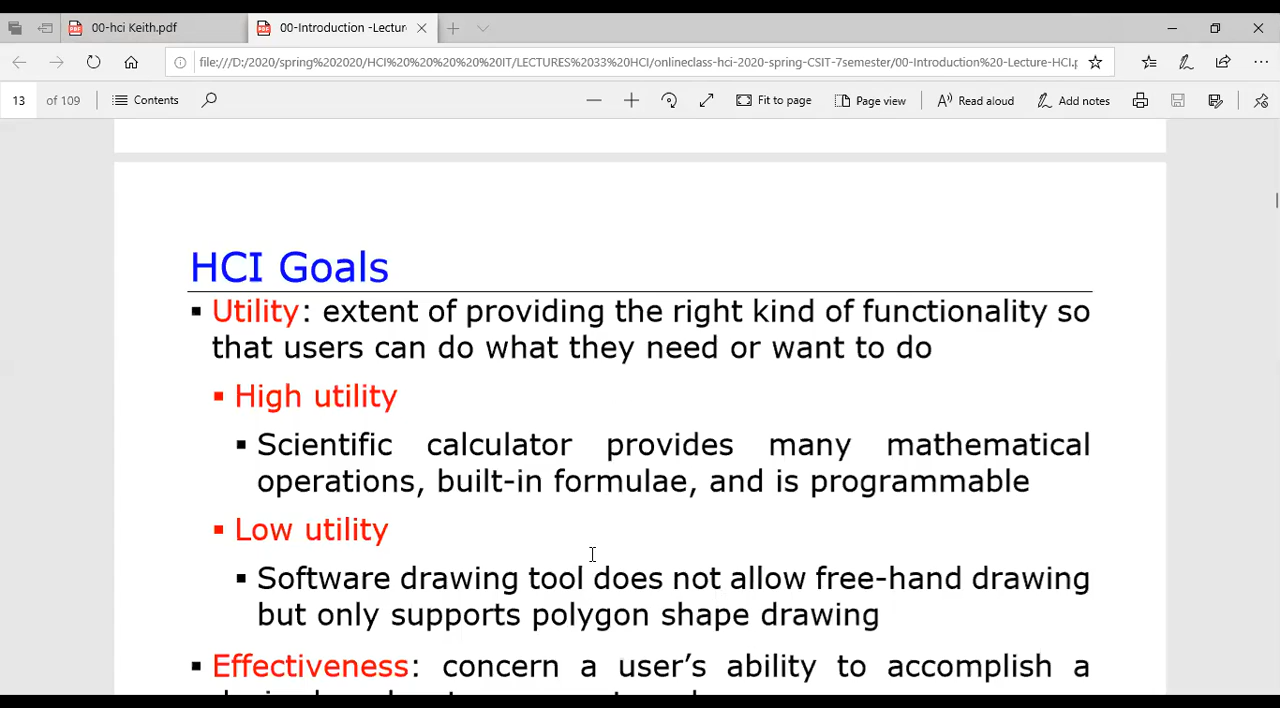 00-hci Keith.pdf
00-Introduction -Lectur
file:///D:/2020/spring%202020/HCI%20%20%20%20%20IT/LECTURES%2033%20HCI/onlineclass-hci-2020-spring-CSIT-7semester/00-Introduction%20-Lecture-HCI.p
13 of 109 Contents Fit to page Page view Read aloud Add notes
HCI Goals
▪ Utility: extent of providing the right kind of functionality so
that users can do what they need or want to do
▪ High utility
▪ Scientific calculator provides many mathematical
operations, built-in formulae, and is programmable
▪ Low utility
▪ Software drawing tool does not allow free-hand drawing
but only supports polygon shape drawing
▪ Effectiveness: concern a user’s ability to accomplish a